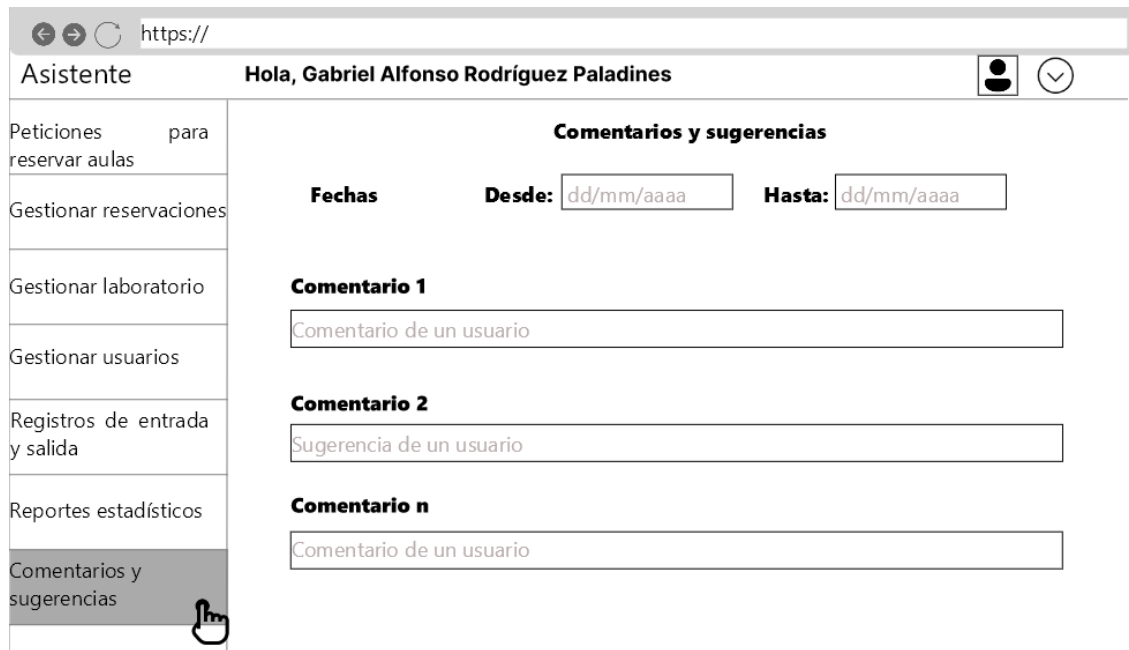 https://
Asistente
Hola, Gabriel Alfonso Rodríguez Paladines
Peticiones para
reservar aulas
Gestionar reservaciones
Gestionar laboratorio
Gestionar usuarios
Registros de entrada
y salida
Reportes estadísticos
Comentarios y
sugerencias
Comentarios y sugerencias
Fechas Desde: dd/mm/aaaa Hasta: dd/mm/aaaa
Comentario 1
Comentario de un usuario
Comentario 2
Sugerencia de un usuario
Comentario n
Comentario de un usuario